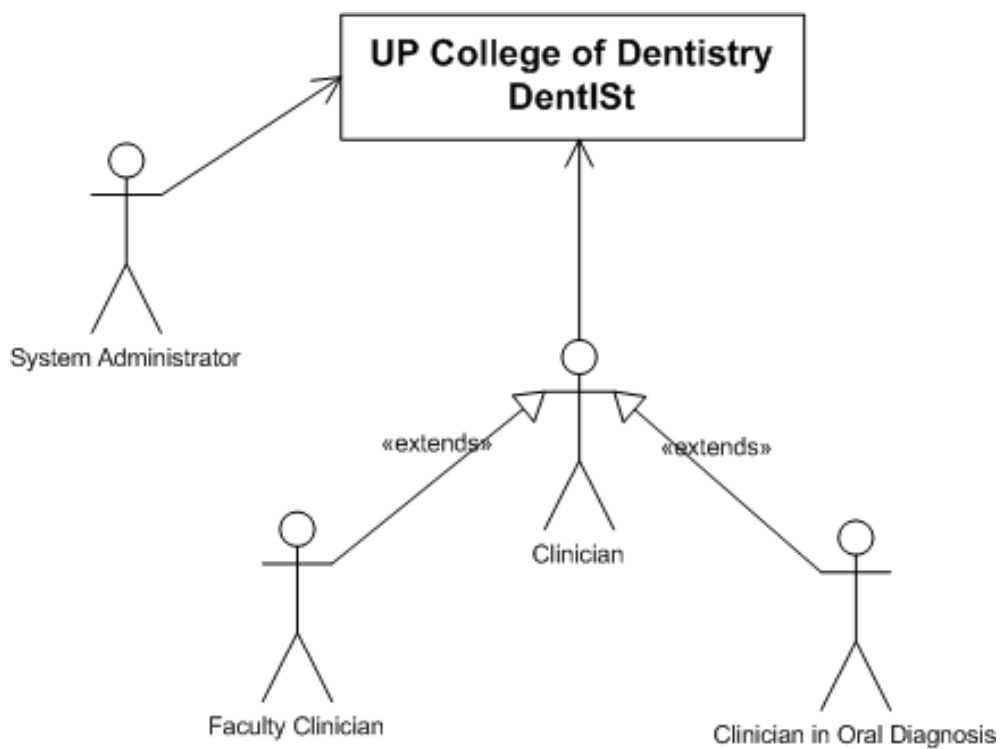 UP College of Dentistry
DentISt
System Administrator
«extends»
«extends»
Clinician
Faculty Clinician
Clinician in Oral Diagnosis